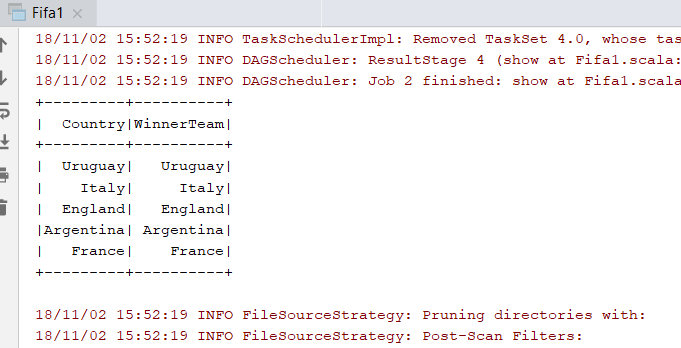 Fifa1
18/11/02 15:52:19 INFO TaskSchedulerImpl: Removed TaskSet 4.0, whose tas
18/11/02 15:52:19 INFO DAGScheduler: ResultStage 4 (show at Fifa1.scala:
18/11/02 15:52:19 INFO DAGScheduler: Job 2 finished: show at Fifa1.scala
+---------+----------+
|  Country|WinnerTeam|
+---------+----------+
|  Uruguay|   Uruguay|
|    Italy|     Italy|
|  England|   England|
|Argentina| Argentina|
|   France|    France|
+---------+----------+
18/11/02 15:52:19 INFO FileSourceStrategy: Pruning directories with:
18/11/02 15:52:19 INFO FileSourceStrategy: Post-Scan Filters: